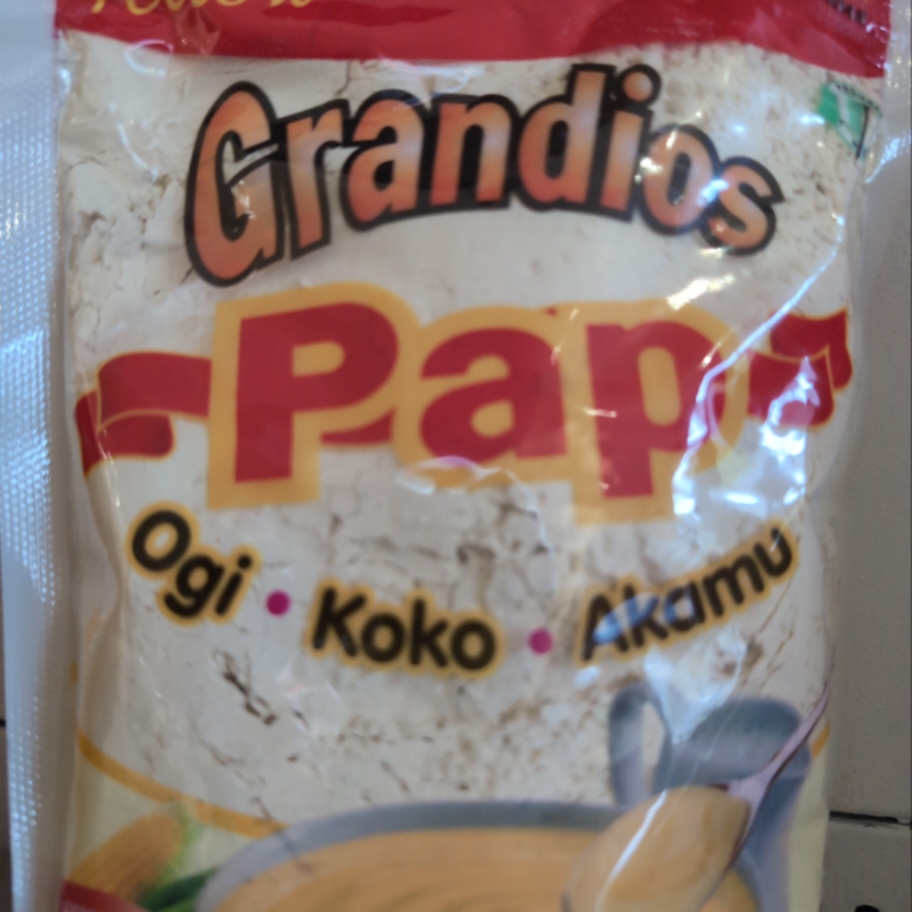 Grandios
Pap
Ogi • Koko • Akamu